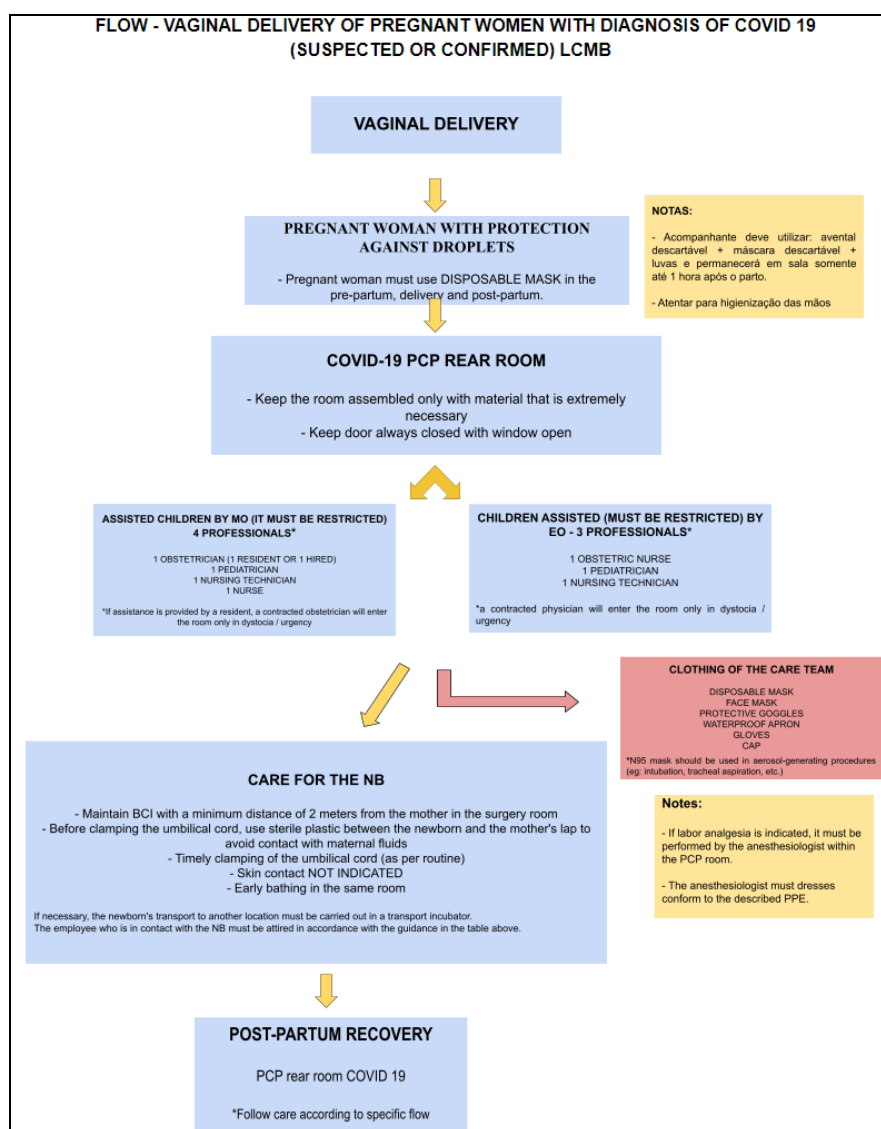 FLOW - VAGINAL DELIVERY OF PREGNANT WOMEN WITH DIAGNOSIS OF COVID 19
(SUSPECTED OR CONFIRMED) LCMB
VAGINAL DELIVERY
PREGNANT WOMAN WITH PROTECTION
AGAINST DROPLETS
- Pregnant woman must use DISPOSABLE MASK in the
pre-partum, delivery and post-partum.
NOTAS:
- Acompanhante deve utilizar: avental
descartável + máscara descartável +
luvas e permanecerá em sala somente
até 1 hora após o parto.
- Atentar para higienização das mãos
COVID-19 PCP REAR ROOM
- Keep the room assembled only with material that is extremely
necessary
- Keep door always closed with window open
ASSISTED CHILDREN BY MO (IT MUST BE RESTRICTED)
4 PROFESSIONALS*
1 OBSTETRICIAN (1 RESIDENT OR 1 HIRED)
1 PEDIATRICIAN
1 NURSING TECHNICIAN
1 NURSE
*If assistance is provided by a resident, a contracted obstetrician will enter
the room only in dystocia / urgency
CHILDREN ASSISTED (MUST BE RESTRICTED) BY
EO - 3 PROFESSIONALS*
1 OBSTETRIC NURSE
1 PEDIATRICIAN
1 NURSING TECHNICIAN
*a contracted physician will enter the room only in dystocia /
urgency
CLOTHING OF THE CARE TEAM
DISPOSABLE MASK
FACE MASK
PROTECTIVE GOGGLES
WATERPROOF APRON
GLOVES
CAP
*N95 mask should be used in aerosol-generating procedures
(eg: intubation, tracheal aspiration, etc.)
CARE FOR THE NB
- Maintain BCI with a minimum distance of 2 meters from the mother in the surgery room
- Before clamping the umbilical cord, use sterile plastic between the newborn and the mother's lap to
avoid contact with maternal fluids
- Timely clamping of the umbilical cord (as per routine)
- Skin contact NOT INDICATED
- Early bathing in the same room
If necessary, the newborn's transport to another location must be carried out in a transport incubator.
The employee who is in contact with the NB must be attired in accordance with the guidance in the table above.
Notes:
- If labor analgesia is indicated, it must be
performed by the anesthesiologist within
the PCP room.
- The anesthesiologist must dresses
conform to the described PPE.
POST-PARTUM RECOVERY
PCP rear room COVID 19
*Follow care according to specific flow